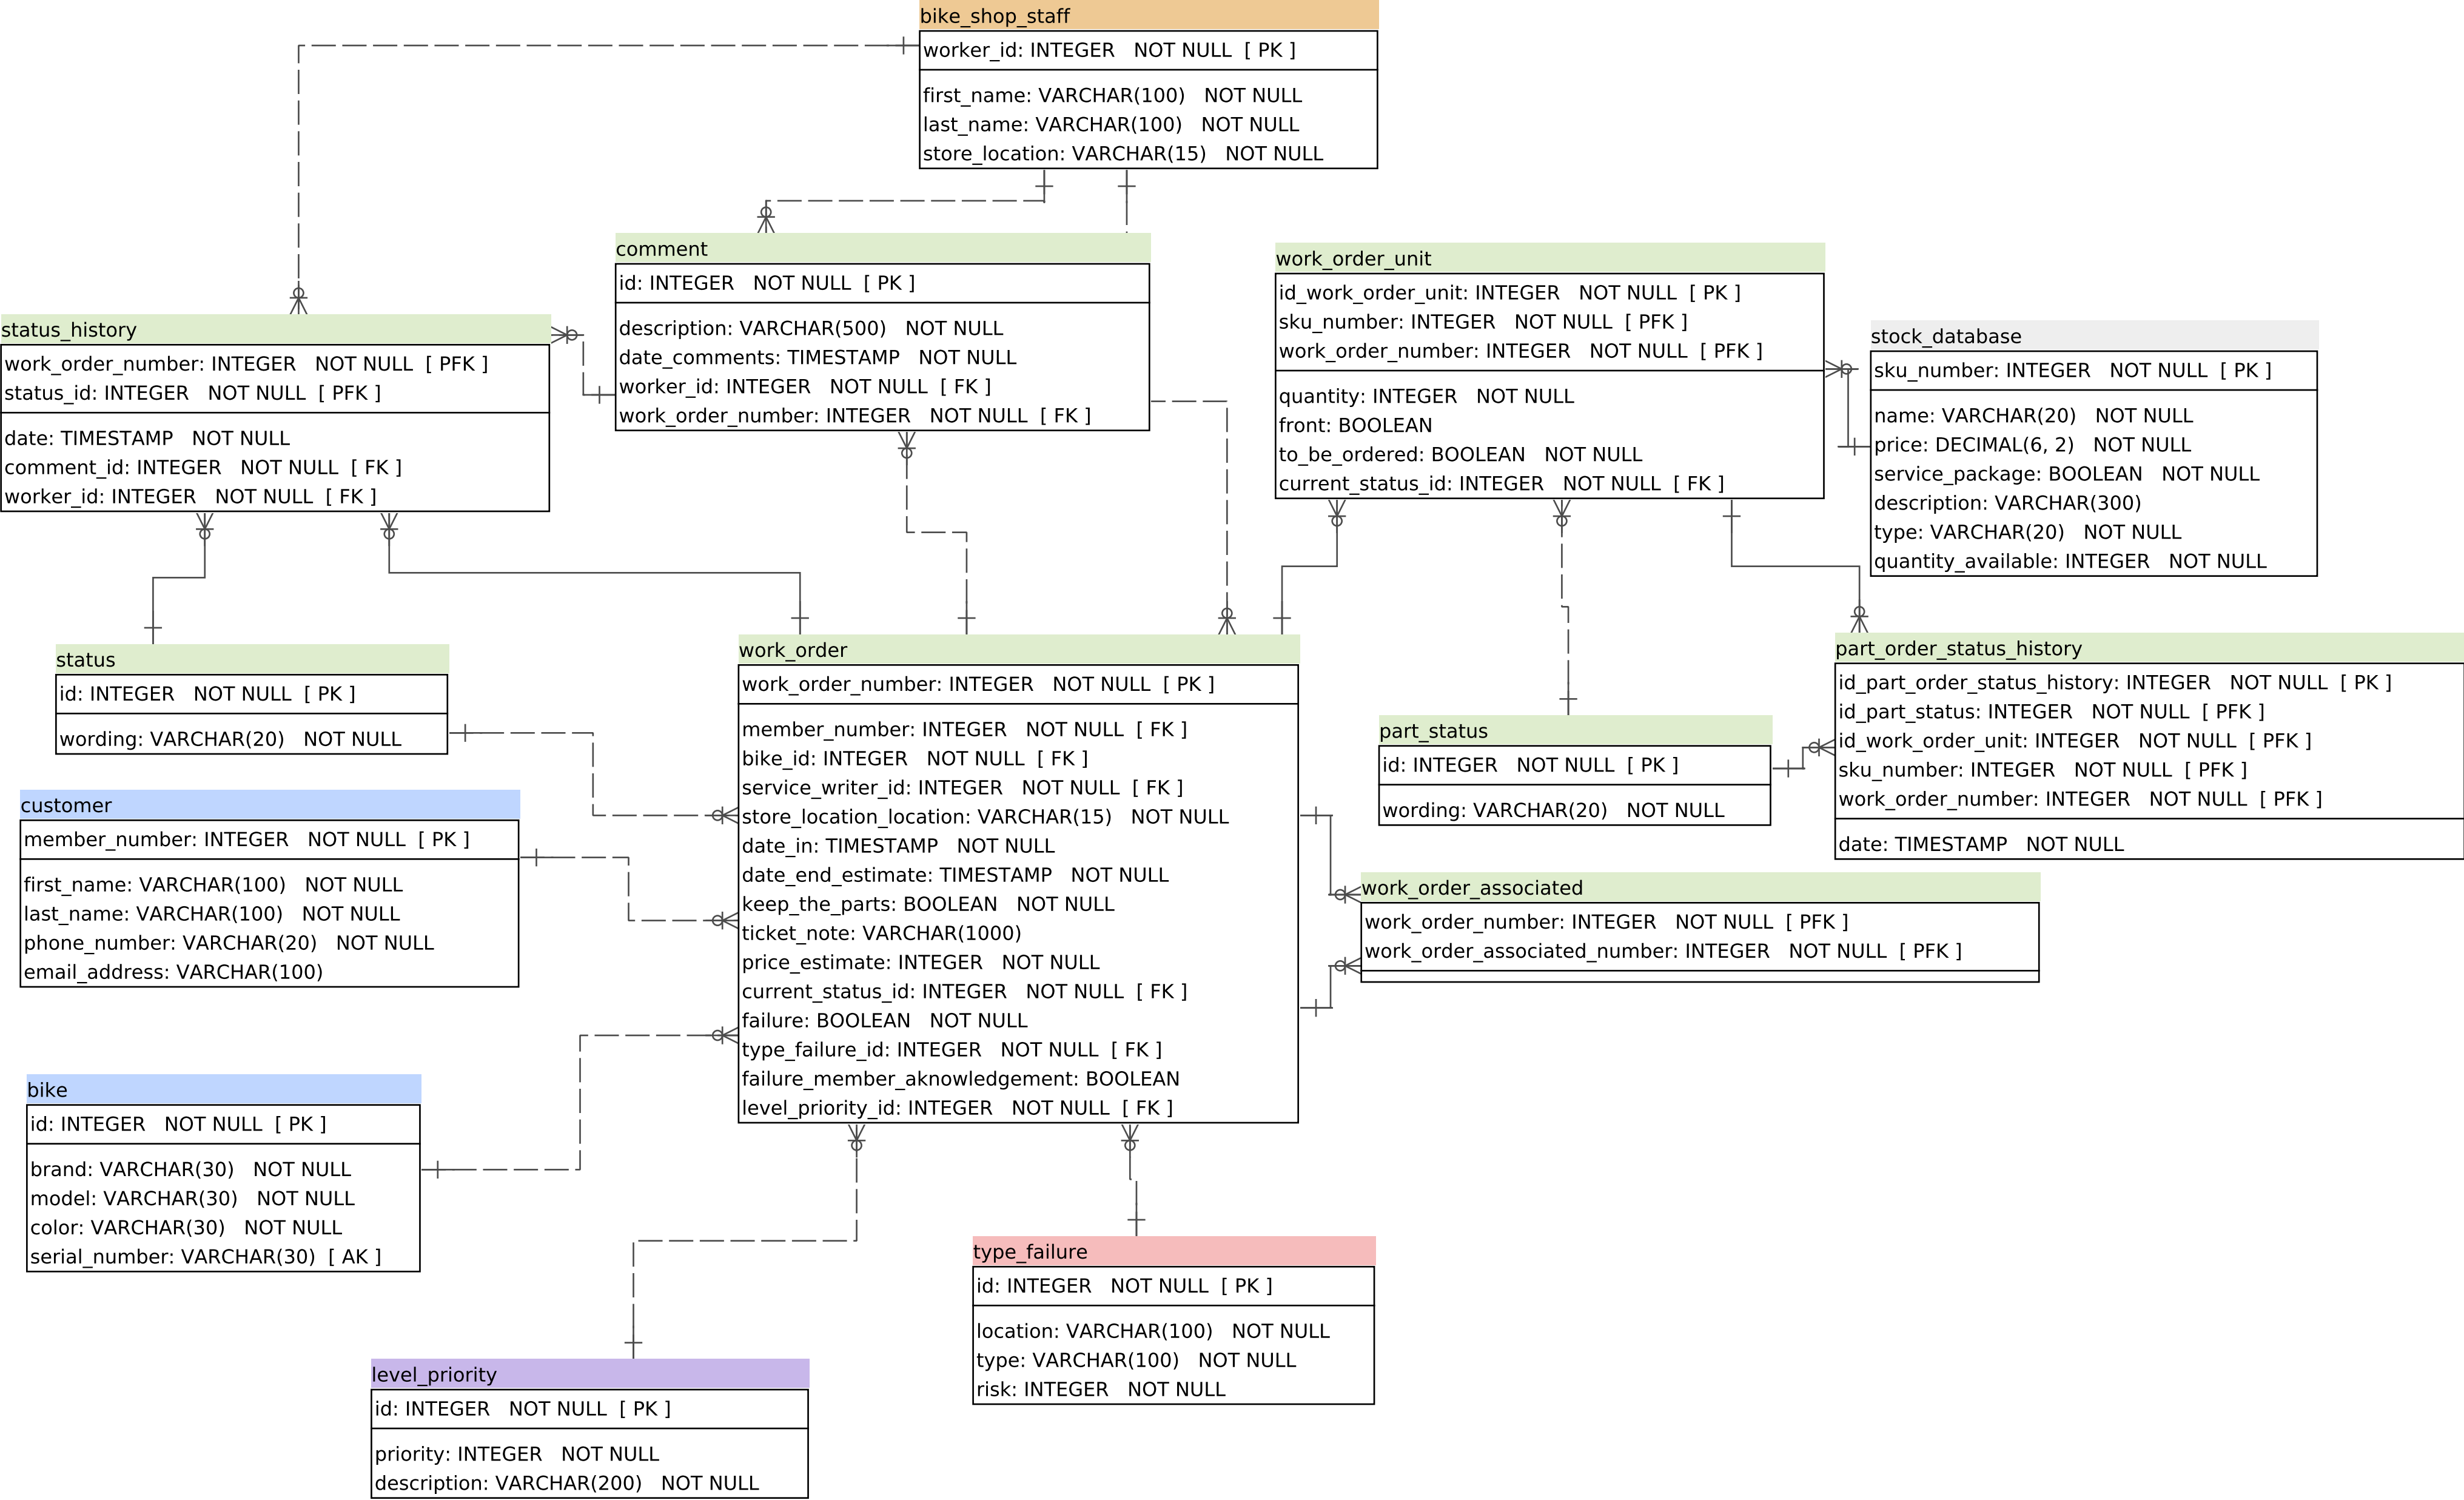 bike_shop_staff
worker_id: INTEGER NOT NULL [ PK ]
first_name: VARCHAR(100) NOT NULL
last_name: VARCHAR(100) NOT NULL
store_location: VARCHAR(15) NOT NULL
comment
id: INTEGER NOT NULL [ PK ]
description: VARCHAR(500) NOT NULL
date_comments: TIMESTAMP NOT NULL
worker_id: INTEGER NOT NULL [ FK ]
work_order_number: INTEGER NOT NULL [ FK ]
work_order_unit
id_work_order_unit: INTEGER NOT NULL [ PK ]
sku_number: INTEGER NOT NULL [ PFK ]
work_order_number: INTEGER NOT NULL [ PFK ]
quantity: INTEGER NOT NULL
front: BOOLEAN
to_be_ordered: BOOLEAN NOT NULL
current_status_id: INTEGER NOT NULL [ FK ]
status_history
work_order_number: INTEGER NOT NULL [ PFK ]
status_id: INTEGER NOT NULL [ PFK ]
date: TIMESTAMP NOT NULL
comment_id: INTEGER NOT NULL [ FK ]
worker_id: INTEGER NOT NULL [ FK ]
stock_database
sku_number: INTEGER NOT NULL [ PK ]
name: VARCHAR(20) NOT NULL
price: DECIMAL(6, 2) NOT NULL
service_package: BOOLEAN NOT NULL
description: VARCHAR(300)
type: VARCHAR(20) NOT NULL
quantity_available: INTEGER NOT NULL
status
id: INTEGER NOT NULL [ PK ]
wording: VARCHAR(20) NOT NULL
work_order
work_order_number: INTEGER NOT NULL [ PK ]
member_number: INTEGER NOT NULL [ FK ]
bike_id: INTEGER NOT NULL [ FK ]
service_writer_id: INTEGER NOT NULL [ FK ]
store_location_location: VARCHAR(15) NOT NULL
date_in: TIMESTAMP NOT NULL
date_end_estimate: TIMESTAMP NOT NULL
keep_the_parts: BOOLEAN NOT NULL
ticket_note: VARCHAR(1000)
price_estimate: INTEGER NOT NULL
current_status_id: INTEGER NOT NULL [ FK ]
failure: BOOLEAN NOT NULL
type_failure_id: INTEGER NOT NULL [ FK ]
failure_member_aknowledgement: BOOLEAN
level_priority_id: INTEGER NOT NULL [ FK ]
part_order_status_history
id_part_order_status_history: INTEGER NOT NULL [ PK ]
id_part_status: INTEGER NOT NULL [ PFK ]
id_work_order_unit: INTEGER NOT NULL [ PFK ]
sku_number: INTEGER NOT NULL [ PFK ]
work_order_number: INTEGER NOT NULL [ PFK ]
date: TIMESTAMP NOT NULL
part_status
id: INTEGER NOT NULL [ PK ]
wording: VARCHAR(20) NOT NULL
customer
member_number: INTEGER NOT NULL [ PK ]
first_name: VARCHAR(100) NOT NULL
last_name: VARCHAR(100) NOT NULL
phone_number: VARCHAR(20) NOT NULL
email_address: VARCHAR(100)
work_order_associated
work_order_number: INTEGER NOT NULL [ PFK ]
work_order_associated_number: INTEGER NOT NULL [ PFK ]
bike
id: INTEGER NOT NULL [ PK ]
brand: VARCHAR(30) NOT NULL
model: VARCHAR(30) NOT NULL
color: VARCHAR(30) NOT NULL
serial_number: VARCHAR(30) [ AK ]
type_failure
id: INTEGER NOT NULL [ PK ]
location: VARCHAR(100) NOT NULL
type: VARCHAR(100) NOT NULL
risk: INTEGER NOT NULL
level_priority
id: INTEGER NOT NULL [ PK ]
priority: INTEGER NOT NULL
description: VARCHAR(200) NOT NULL